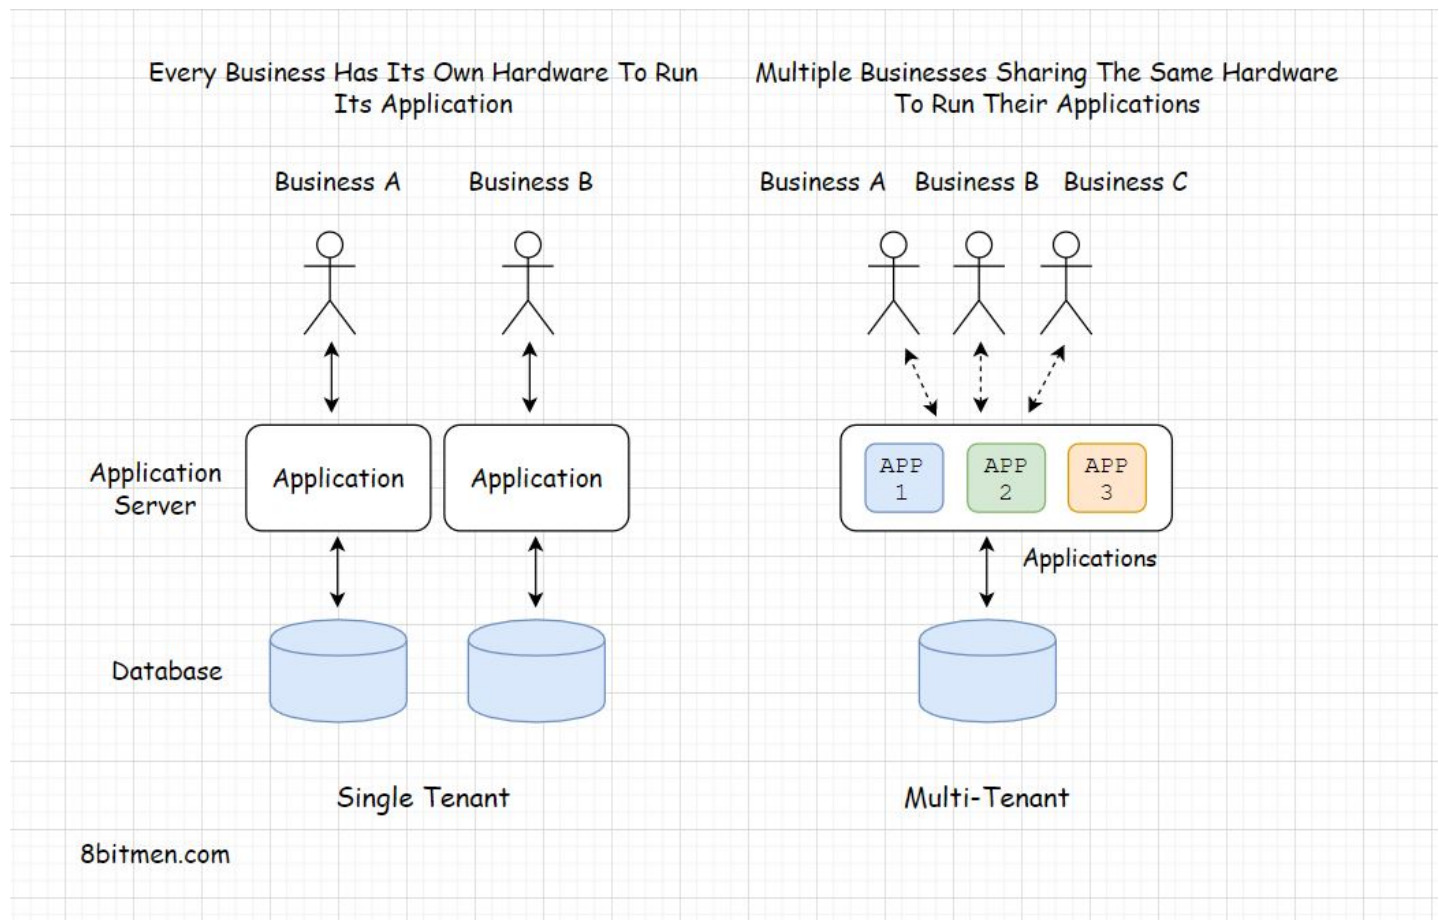 Every Business Has Its Own Hardware To Run
Its Application
Multiple Businesses Sharing The Same Hardware
To Run Their Applications
Business A
Business B
Business A
Business B
Business C
Application
Server
Application
Application
APP
1
APP
2
APP
3
Applications
Database
Single Tenant
Multi-Tenant
8bitmen.com